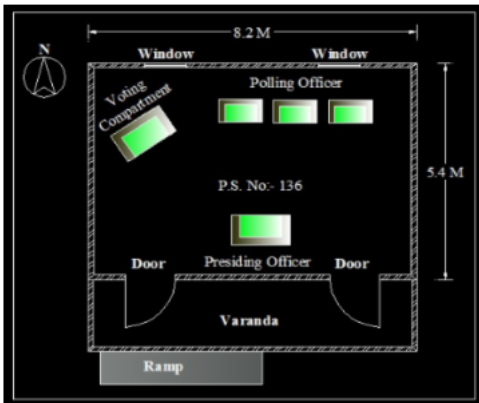 8.2 M
Window Window
N
Polling Officer
Voting
Compartment
5.4 M
P.S. No:- 136
Presiding Officer
Door Door
Varanda
Ramp